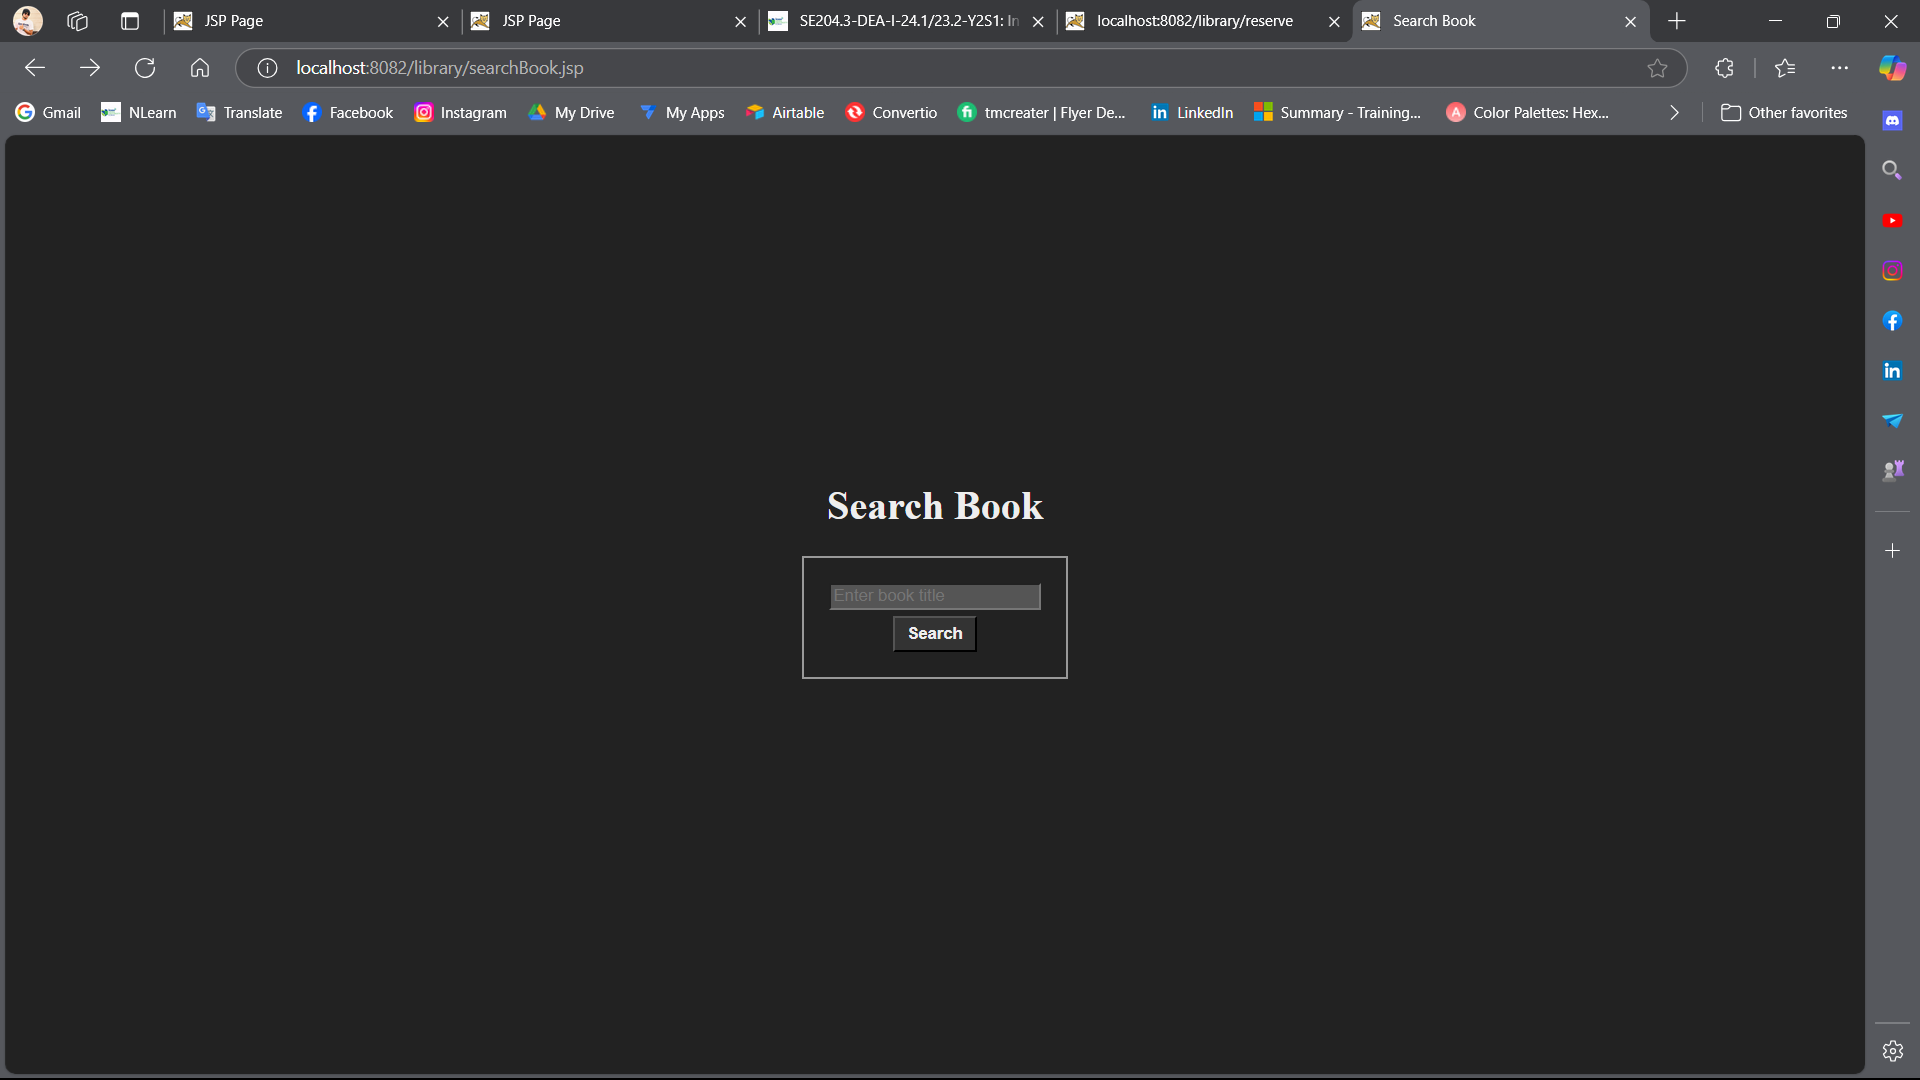 JSP Page
JSP Page
SE204.3-DEA-I-24.1/23.2-Y2S1: In
localhost:8082/library/reserve
Search Book
localhost:8082/library/searchBook.jsp
Gmail
NLearn
Translate
Facebook
Instagram
My Drive
My Apps
Airtable
Convertio
tmcreater | Flyer De...
LinkedIn
Summary - Training...
Color Palettes: Hex...
Other favorites
Search Book
Enter book title
Search